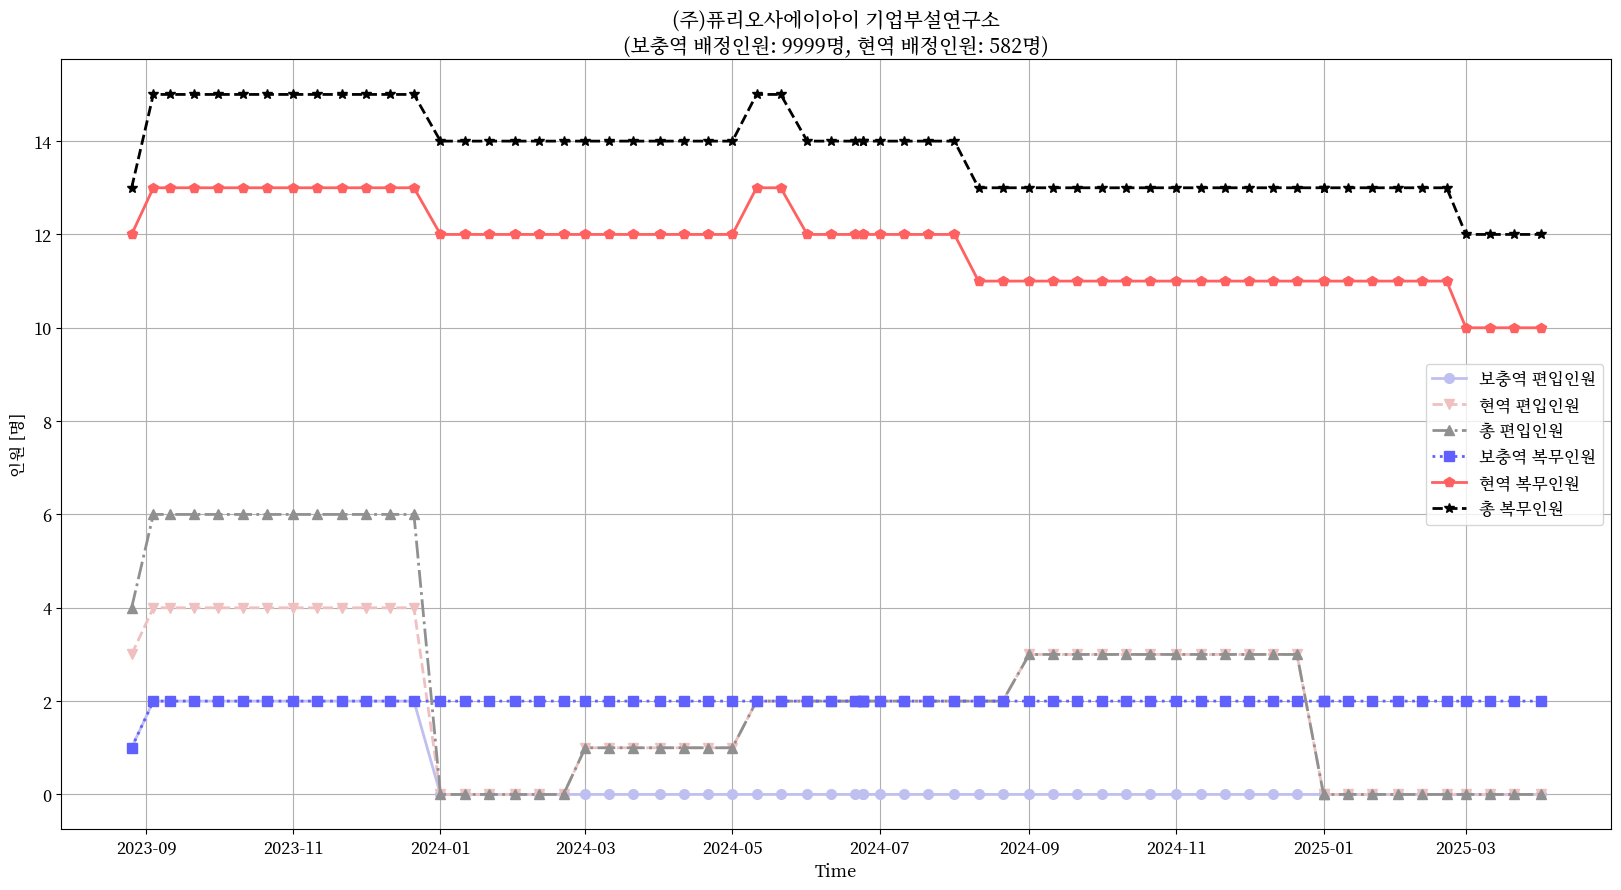 (주)퓨리오사에이아이 기업부설연구소
(보충역 배정인원: 9999명, 현역 배정인원: 582명)
인원 [명]
14
12
10
8
6
4
2
0
보충역 편입인원
현역 편입인원
총 편입인원
보충역 복무인원
현역 복무인원
총 복무인원
2023-09 2023-11 2024-01 2024-03 2024-05 2024-07 2024-09 2024-11 2025-01 2025-03
Time